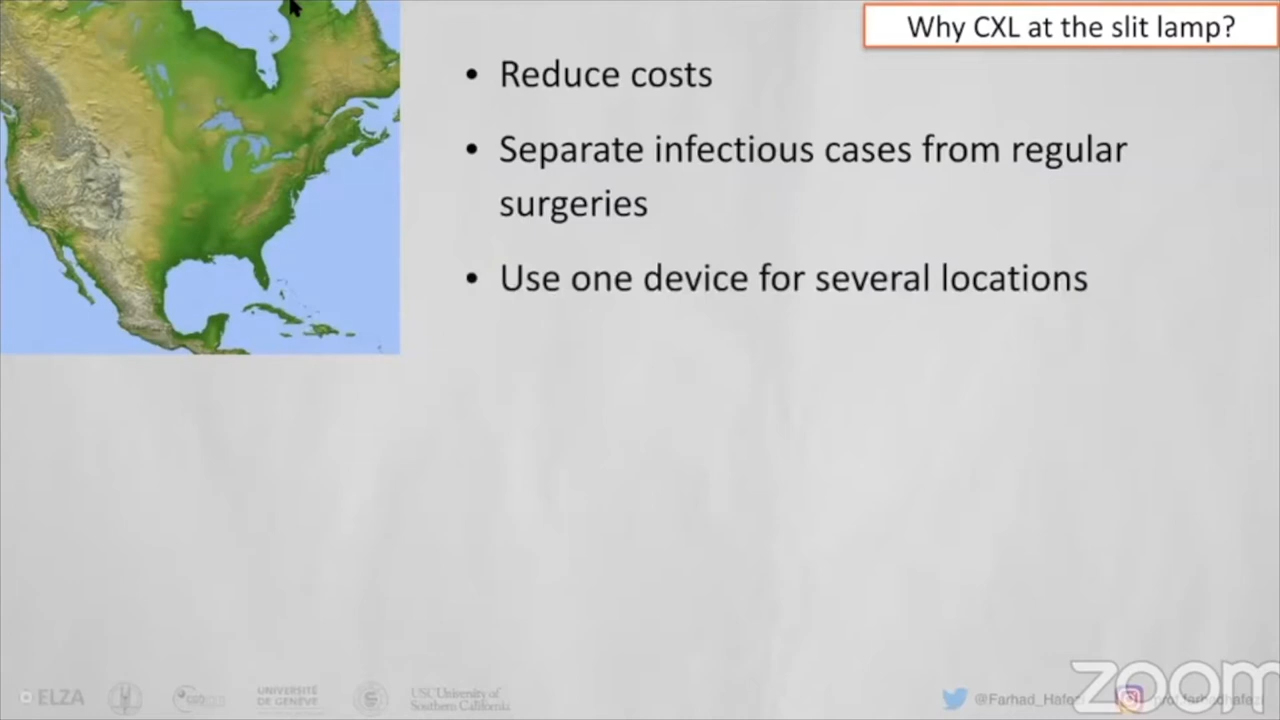 Why CXL at the slit lamp?
• Reduce costs
• Separate infectious cases from regular
surgeries
• Use one device for several locations
ELZA
UNIVERSITÉ
DE GENÈVE
USC University of
Southern California
@Farhad_Hafezi
zoom